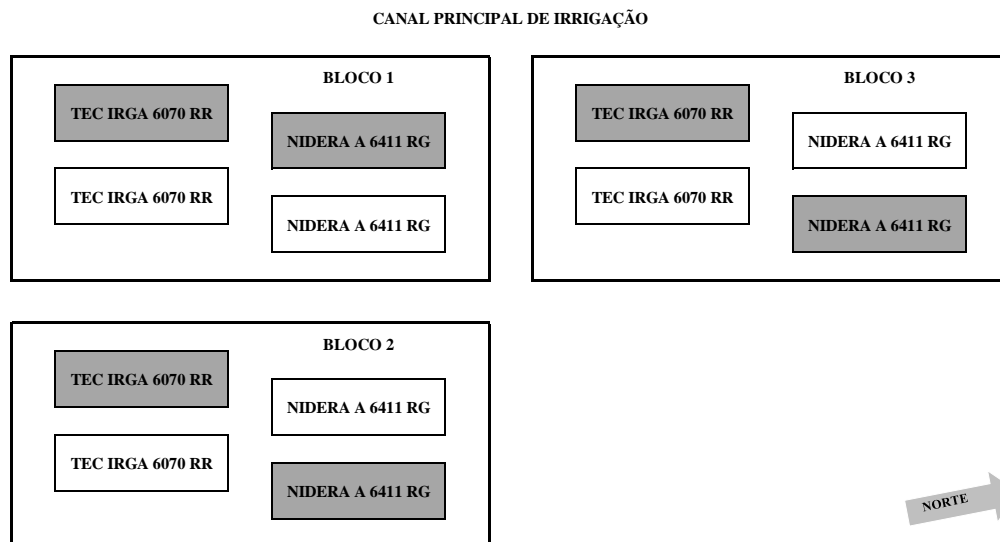 CANAL PRINCIPAL DE IRRIGAÇÃO
BLOCO 1
TEC IRGA 6070 RR
NIDERA A 6411 RG
TEC IRGA 6070 RR
NIDERA A 6411 RG
BLOCO 3
TEC IRGA 6070 RR
NIDERA A 6411 RG
TEC IRGA 6070 RR
NIDERA A 6411 RG
BLOCO 2
TEC IRGA 6070 RR
NIDERA A 6411 RG
TEC IRGA 6070 RR
NIDERA A 6411 RG
NORTE